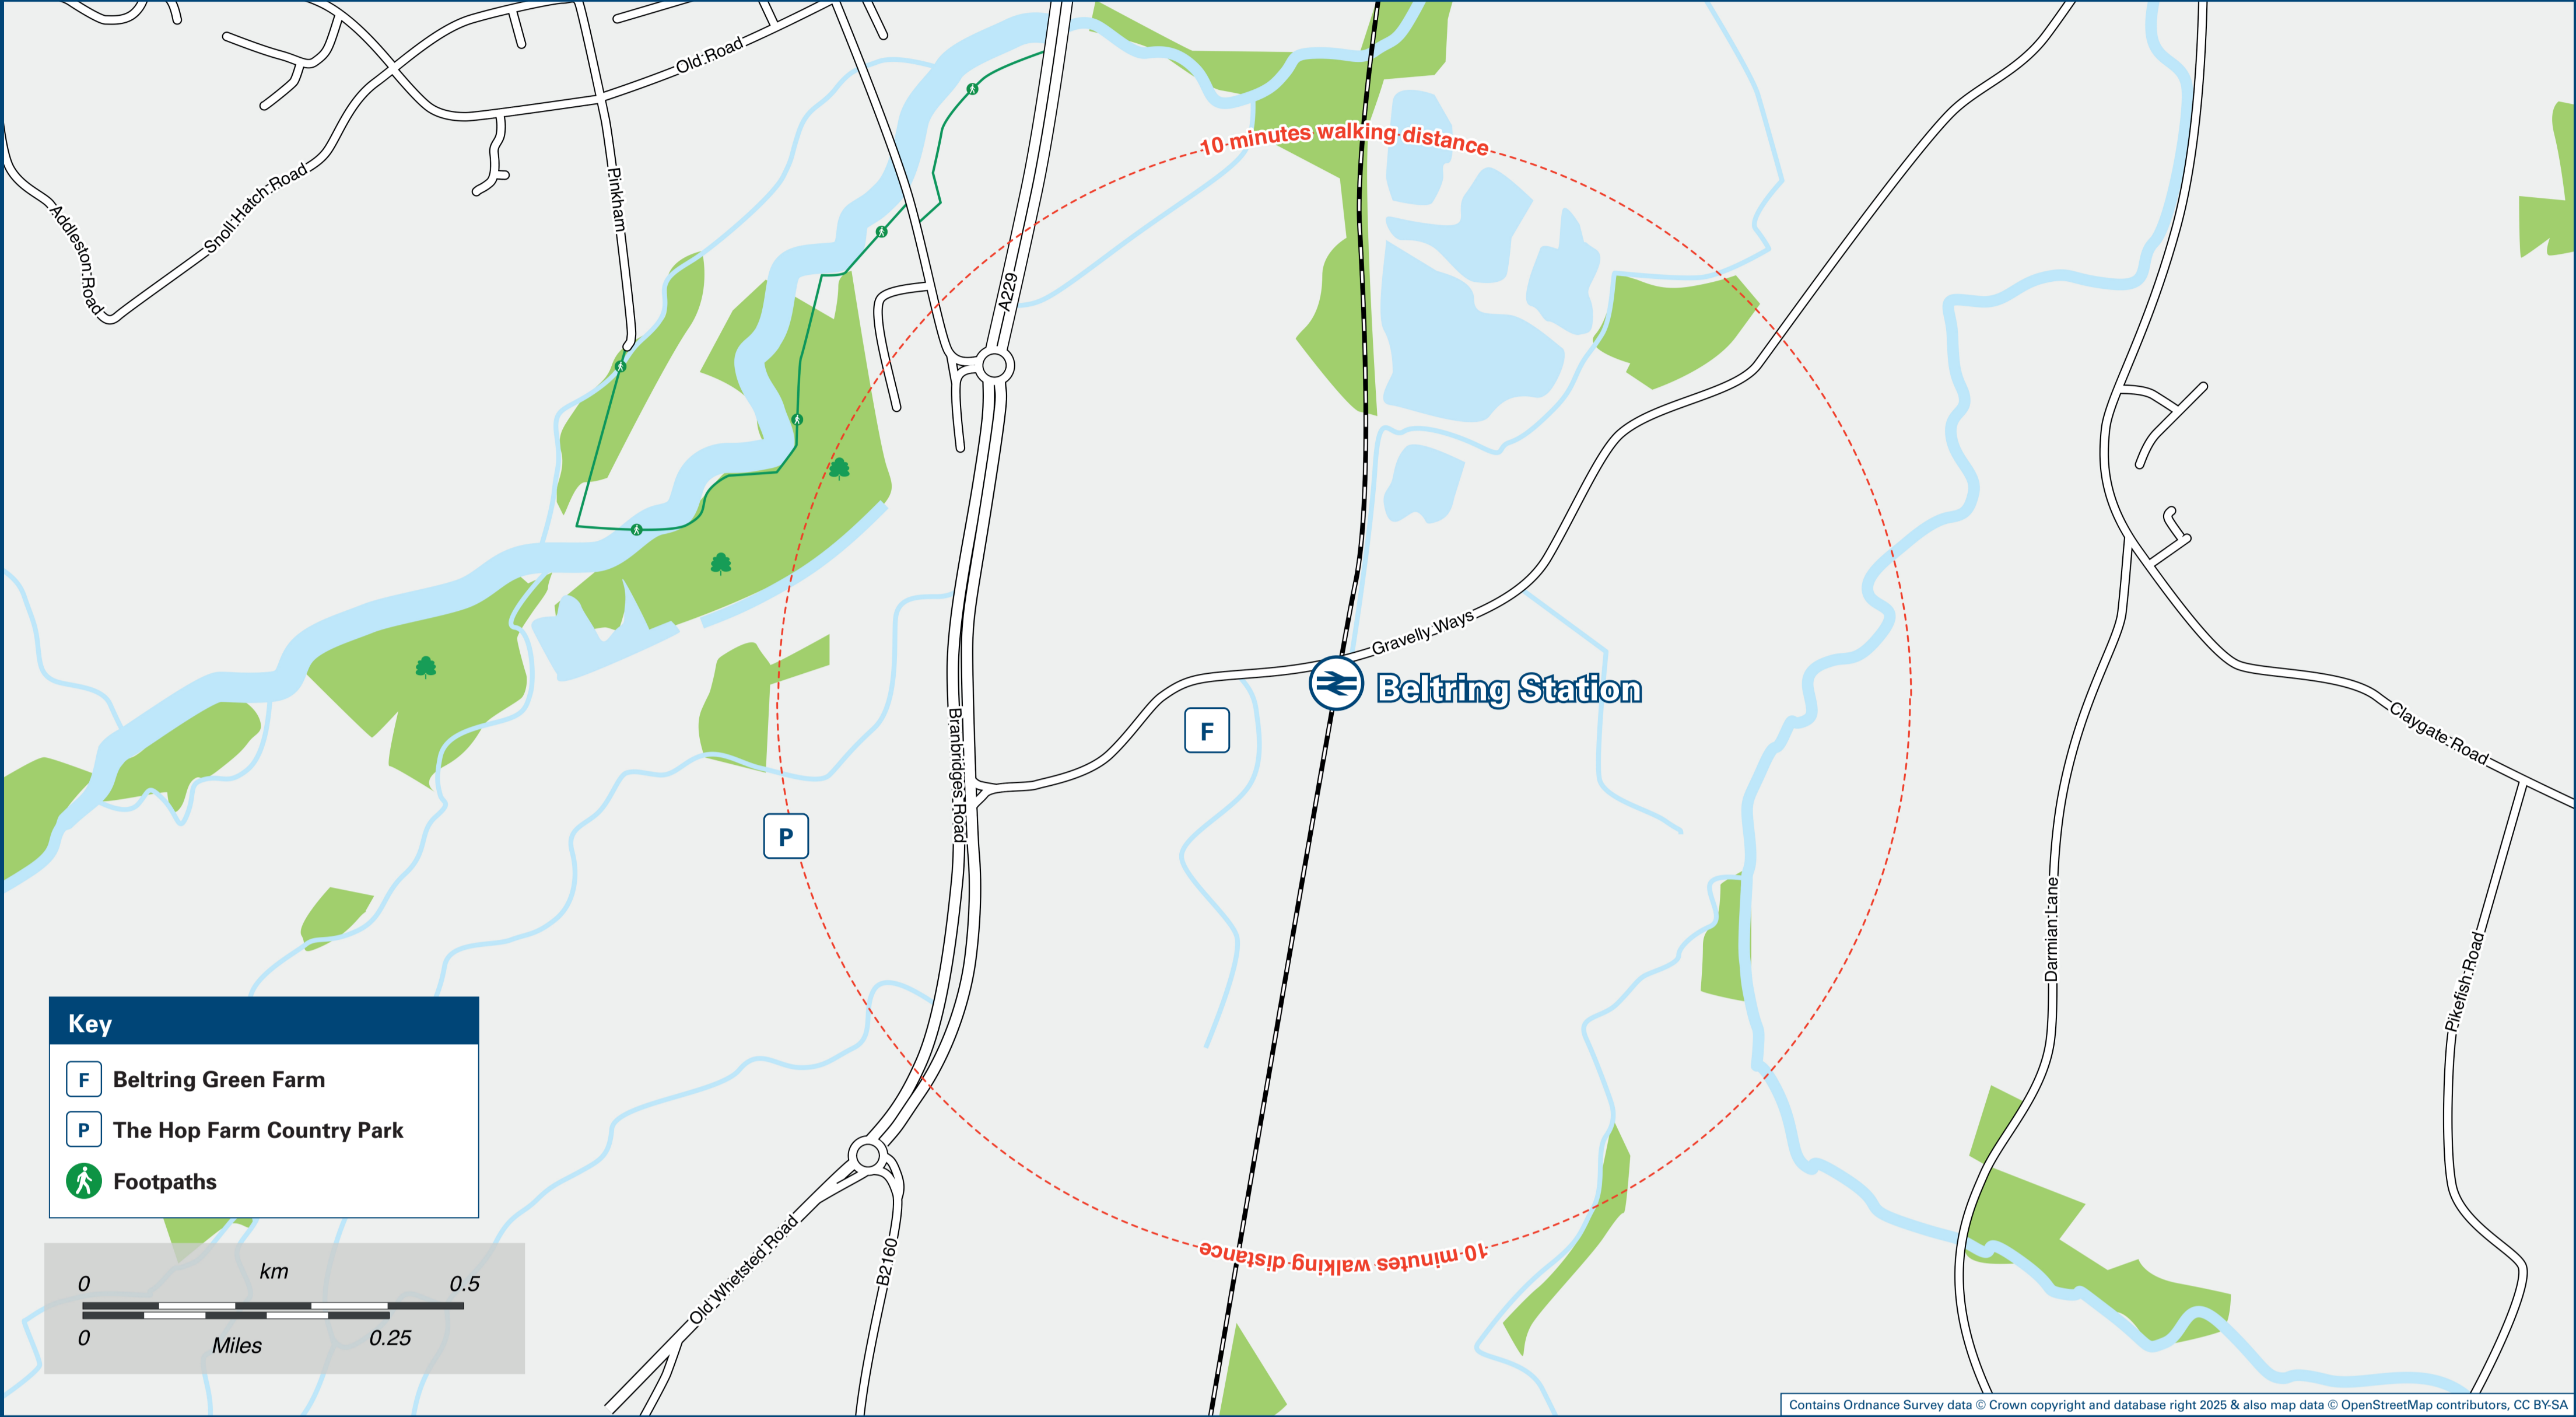 Old Road
Pinkham
Snoll Hatch Road
Addleston Road
10 minutes walking distance
A229
Gravelly Ways
Beltring Station
F
Branbridges Road
P
Claygate Road
Darmian Lane
Pikefish Road
10 minutes walking distance
Old Whetsted Road
B2160
Key
F Beltring Green Farm
P The Hop Farm Country Park
Footpaths
km
0 0.5
0 0.25
Miles
Contains Ordnance Survey data © Crown copyright and database right 2025 & also map data © OpenStreetMap contributors, CC BY-SA